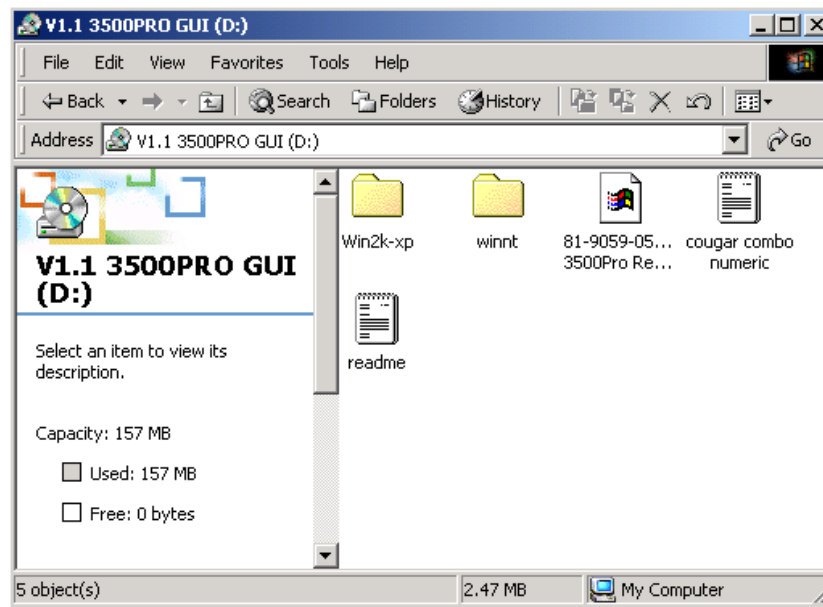 V1.1 3500PRO GUI (D:)
File Edit View Favorites Tools Help
Back Search Folders History
Address V1.1 3500PRO GUI (D:) Go
V1.1 3500PRO GUI
(D:)
Select an item to view its
description.
Capacity: 157 MB
Used: 157 MB
Free: 0 bytes
Win2k-xp
winnt
81-9059-05...
3500Pro Re...
cougar combo
numeric
readme
5 object(s) 2.47 MB My Computer